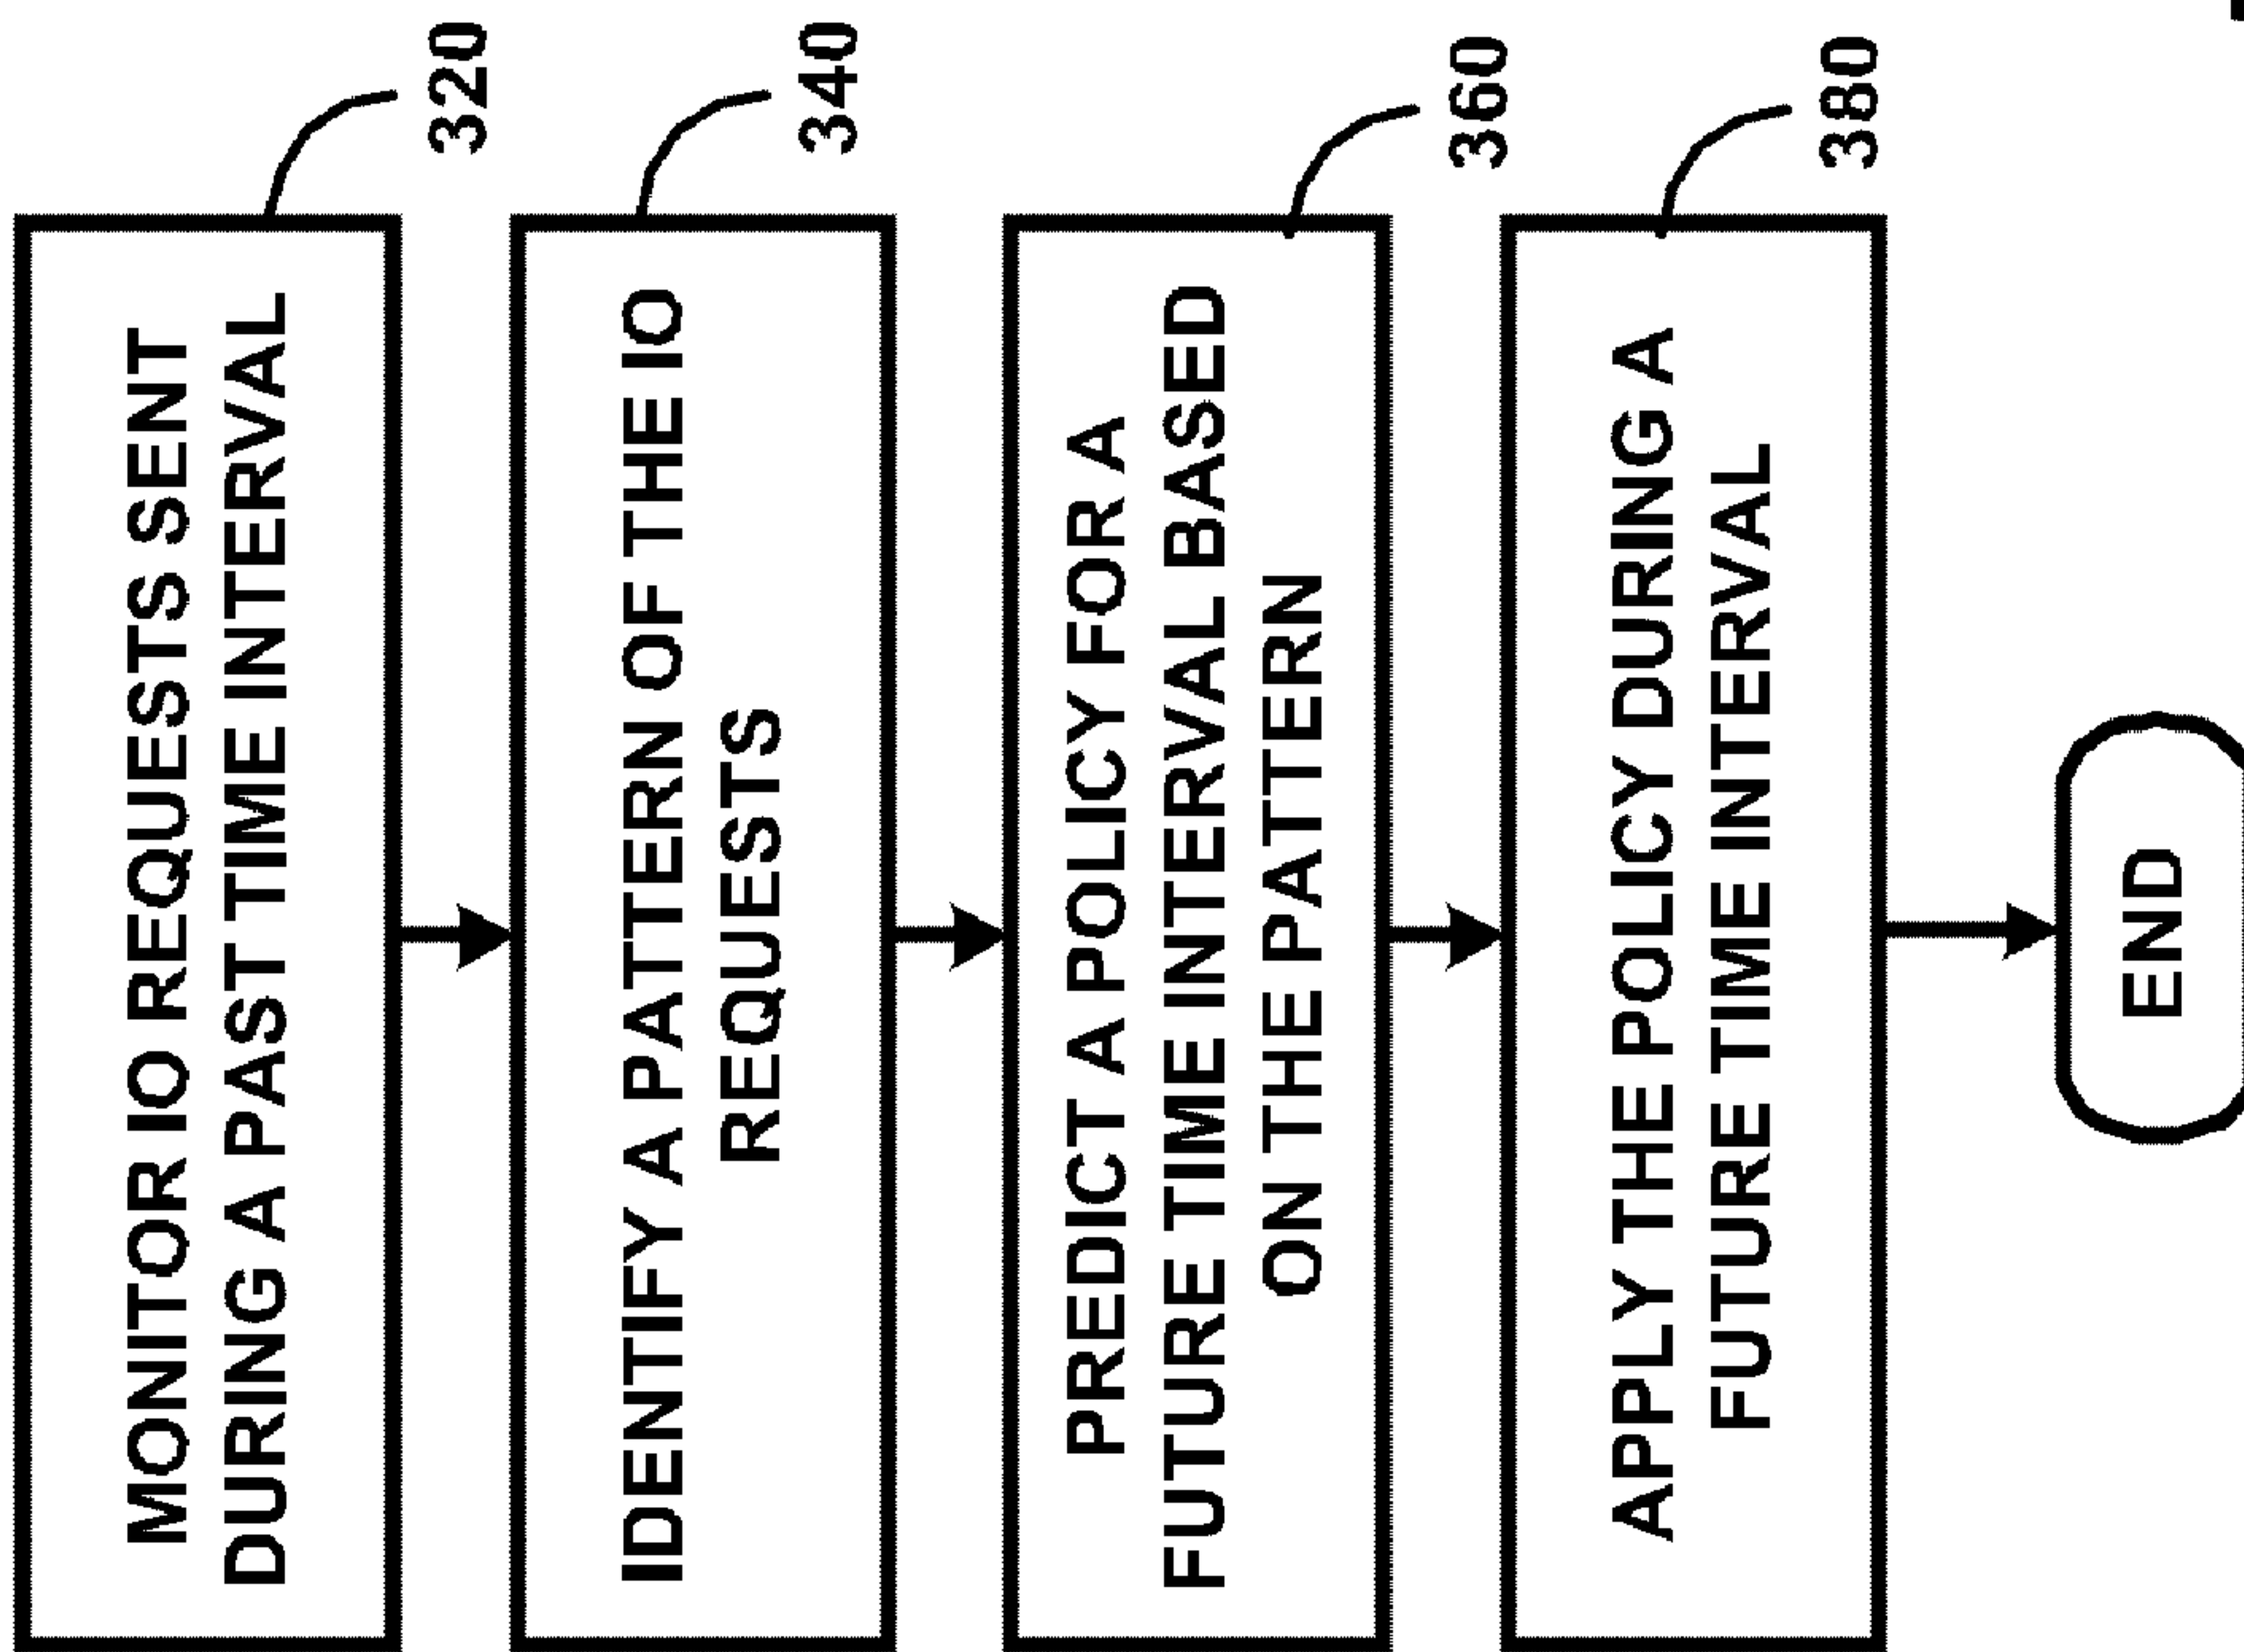 MONITOR IO REQUESTS SENT
DURING A PAST TIME INTERVAL
320
IDENTIFY A PATTERN OF THE IO
REQUESTS
340
PREDICT A POLICY FOR A
FUTURE TIME INTERVAL BASED
ON THE PATTERN
360
APPLY THE POLICY DURING A
FUTURE TIME INTERVAL
380
END